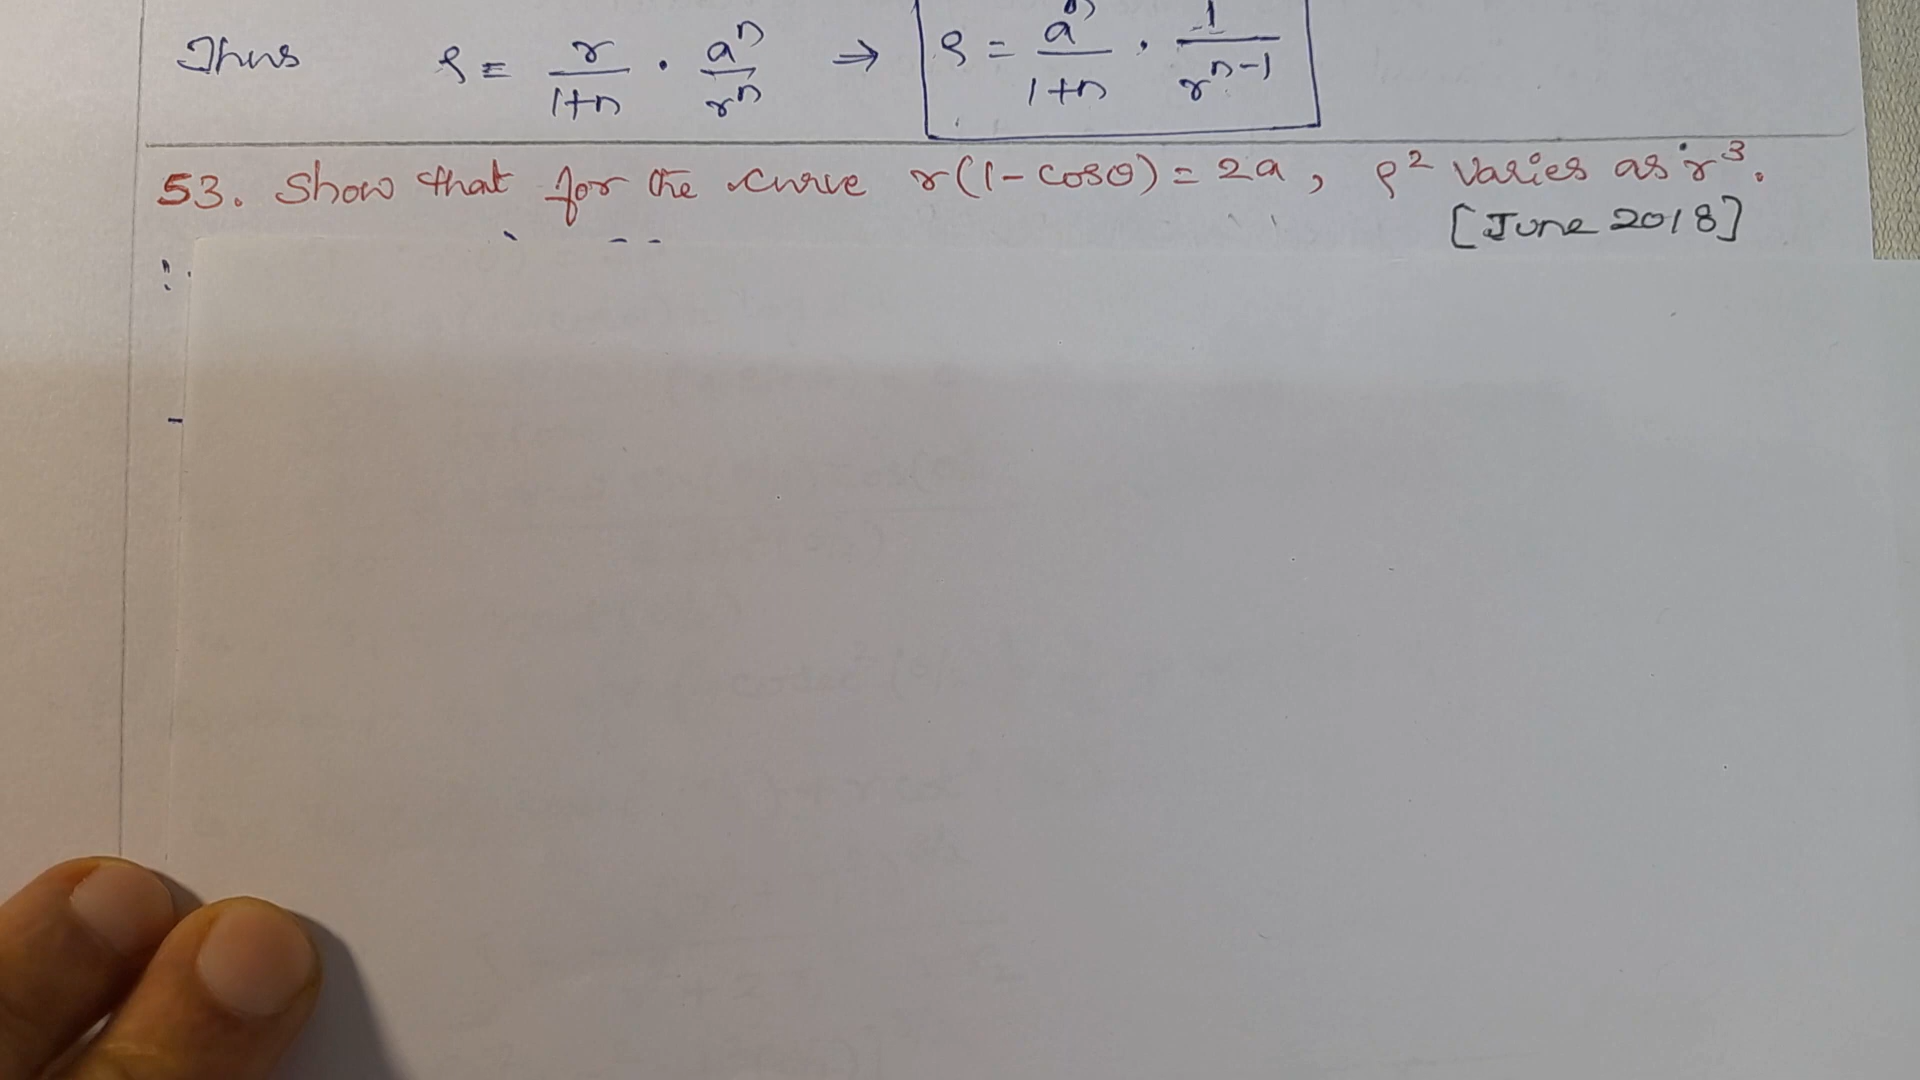 Thus ρ = r/(1+n) · aⁿ/rⁿ → ρ = aⁿ/(1+n) · 1/rⁿ⁻¹
53. Show that for the curve r(1-cosθ) = 2a, ρ² varies as r³.
[June 2018]